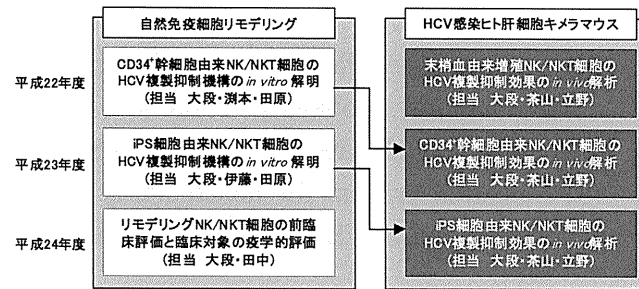 自然免疫細胞リモデリング
HCV感染ヒト肝細胞キメラマウス
平成22年度
CD34⁺幹細胞由来NK/NKT細胞の
HCV複製抑制機構のin vitro 解明
(担当 大段・渕本・田原)
末梢血由来増殖NK/NKT細胞の
HCV複製抑制効果のin vivo解析
(担当 大段・茶山・立野)
平成23年度
iPS細胞由来NK/NKT細胞の
HCV複製抑制機構のin vitro 解明
(担当 大段・伊藤・田原)
CD34⁺幹細胞由来NK/NKT細胞の
HCV複製抑制効果のin vivo解析
(担当 大段・茶山・立野)
平成24年度
リモデリングNK/NKT細胞の前臨
床評価と臨床対象の疫学的評価
(担当 大段・田中)
iPS細胞由来NK/NKT細胞の
HCV複製抑制効果のin vivo解析
(担当 大段・茶山・立野)